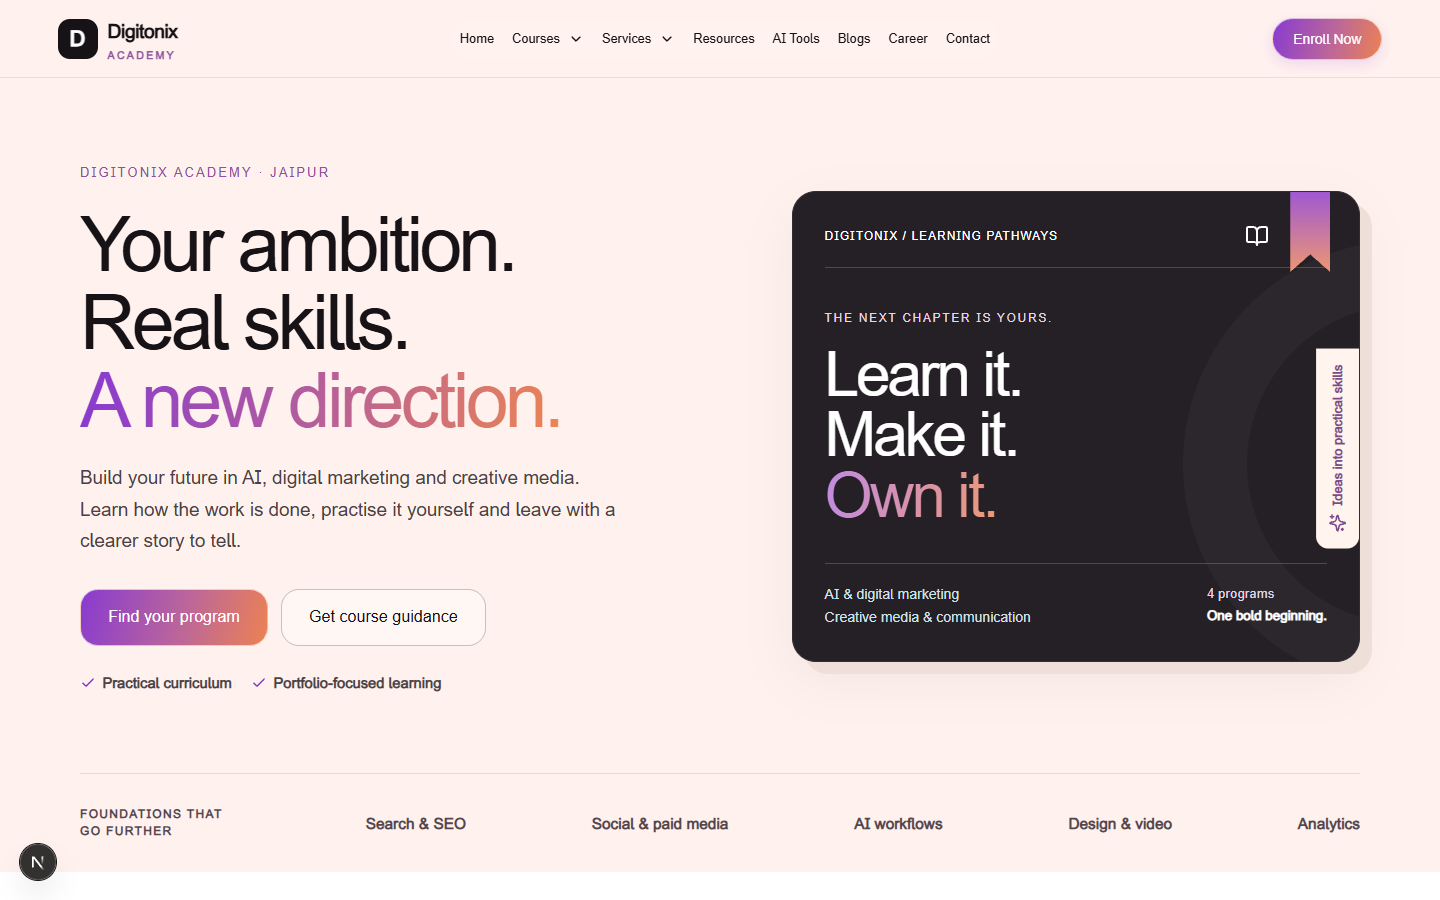 D
Digitonix
ACADEMY
Home
Courses
Services
Resources
AI Tools
Blogs
Career
Contact
Enroll Now
DIGITONIX ACADEMY · JAIPUR
Your ambition.
Real skills.
A new direction.
Build your future in AI, digital marketing and creative media.
Learn how the work is done, practise it yourself and leave with a
clearer story to tell.
Find your program
Get course guidance
Practical curriculum
Portfolio-focused learning
DIGITONIX / LEARNING PATHWAYS
THE NEXT CHAPTER IS YOURS.
Learn it.
Make it.
Own it.
Ideas into practical skills
AI & digital marketing
Creative media & communication
4 programs
One bold beginning.
FOUNDATIONS THAT
GO FURTHER
Search & SEO
Social & paid media
AI workflows
Design & video
Analytics
N